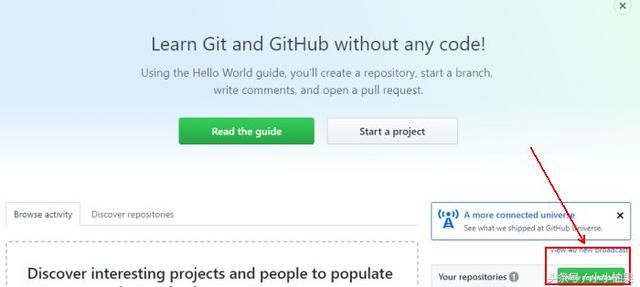 Learn Git and GitHub without any code!
Using the Hello World guide, you'll create a repository, start a branch,
write comments, and open a pull request.
Read the guide
Start a project
Browse activity
Discover repositories
A more connected universe
See what we shipped at GitHub Universe.
View 40 new broadcasts
Discover interesting projects and people to populate
Your repositories 1